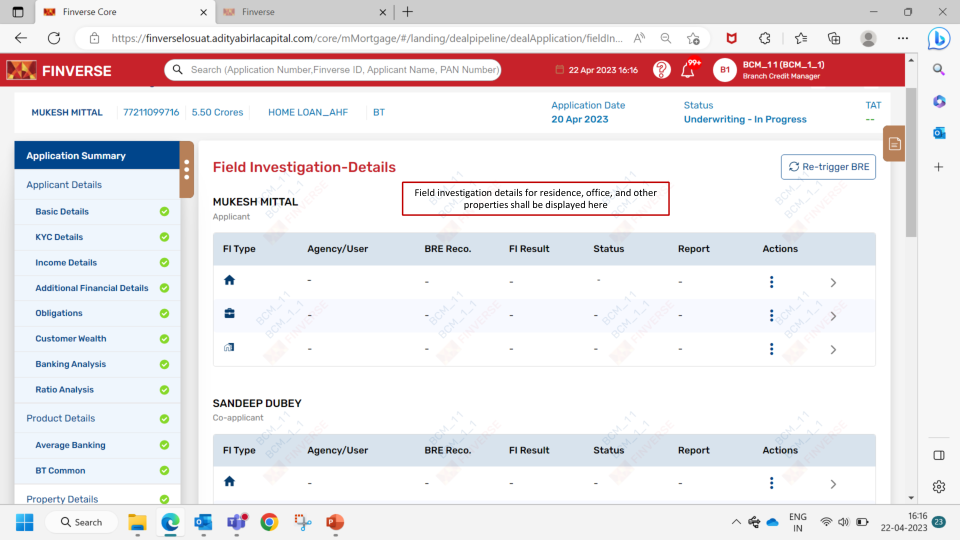 Finverse Core
Finverse
https://finverselosuat.adityabirlacapital.com/core/mMortgage/#/landing/dealpipeline/dealApplication/fieldIn...
FINVERSE
Search (Application Number,Finverse ID, Applicant Name, PAN Number)
22 Apr 2023 16:16
99+
B1
BCM_1 1 (BCM_1_1)
Branch Credit Manager
MUKESH MITTAL
77211099716
5.50 Crores
HOME LOAN_AHF
BT
Application Date
20 Apr 2023
Status
Underwriting - In Progress
TAT
--
Application Summary
Applicant Details
Basic Details
KYC Details
Income Details
Additional Financial Details
Obligations
Customer Wealth
Banking Analysis
Ratio Analysis
Product Details
Average Banking
BT Common
Property Details
Field Investigation-Details
Re-trigger BRE
Field investigation details for residence, office, and other
properties shall be displayed here
MUKESH MITTAL
Applicant
FI Type Agency/User BRE Reco. FI Result Status Report Actions
- - - - -
- - - - -
- - - - -
SANDEEP DUBEY
Co-applicant
FI Type Agency/User BRE Reco. FI Result Status Report Actions
- - - - -
BCM_1 1
BCM_1_1
FINVERSE
Search
ENG
IN
16:16
22-04-2023
23